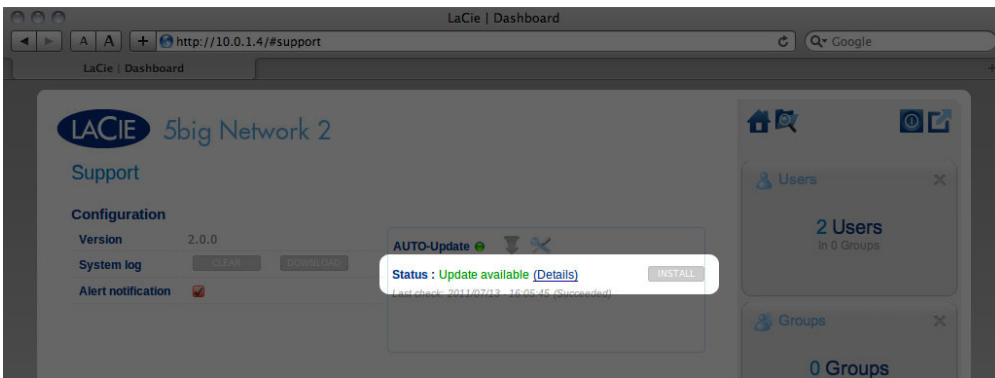 LaCie | Dashboard
A A + http://10.0.1.4/#support Google
LaCie | Dashboard +
LACIE 5big Network 2
Support
Configuration
Version 2.0.0
System log CLEAR DOWNLOAD
Alert notification
AUTO-Update
Status : Update available (Details) INSTALL
Last check: 2011/07/13 - 16:05:45 (Succeeded)
Users
2 Users
In 0 Groups
Groups
0 Groups